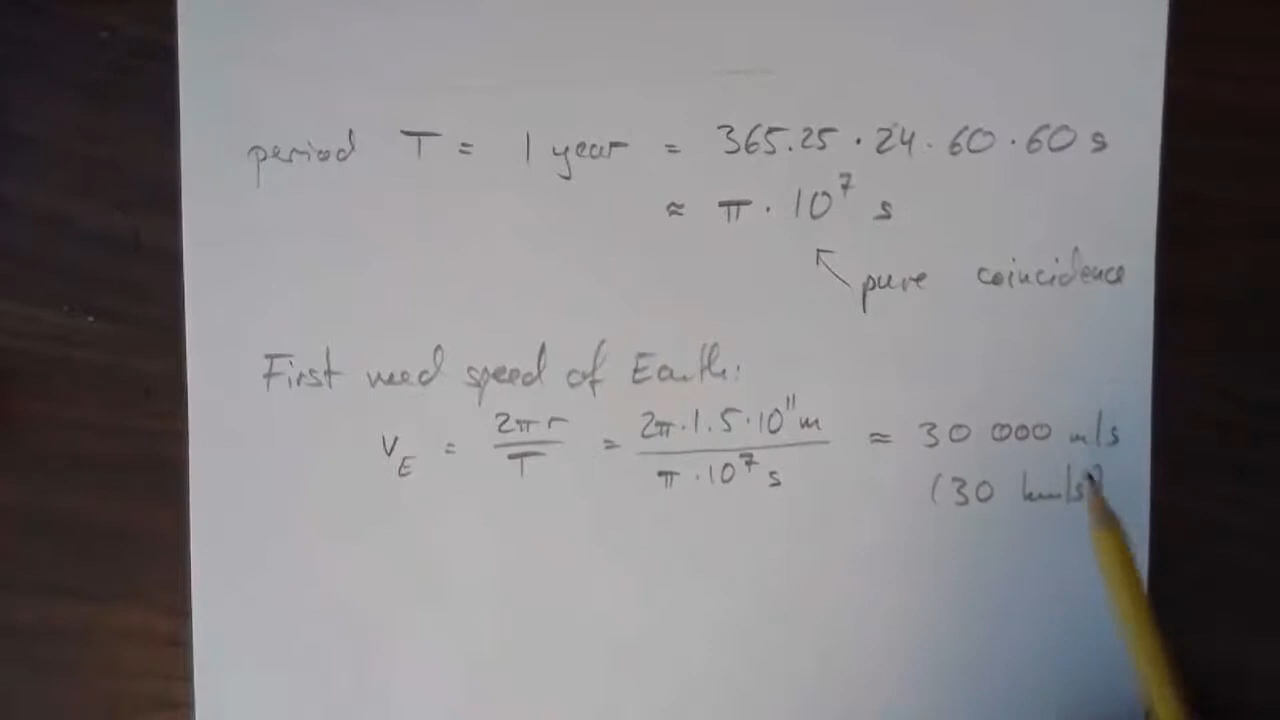 period T = 1 year = 365.25 · 24 · 60 · 60 s
≈ π · 10⁷ s
↖ pure coincidence
First need speed of Earth:
v_E = 2πr / T = 2π · 1.5 · 10¹¹ m / π · 10⁷ s ≈ 30 000 m/s
(30 km/s)